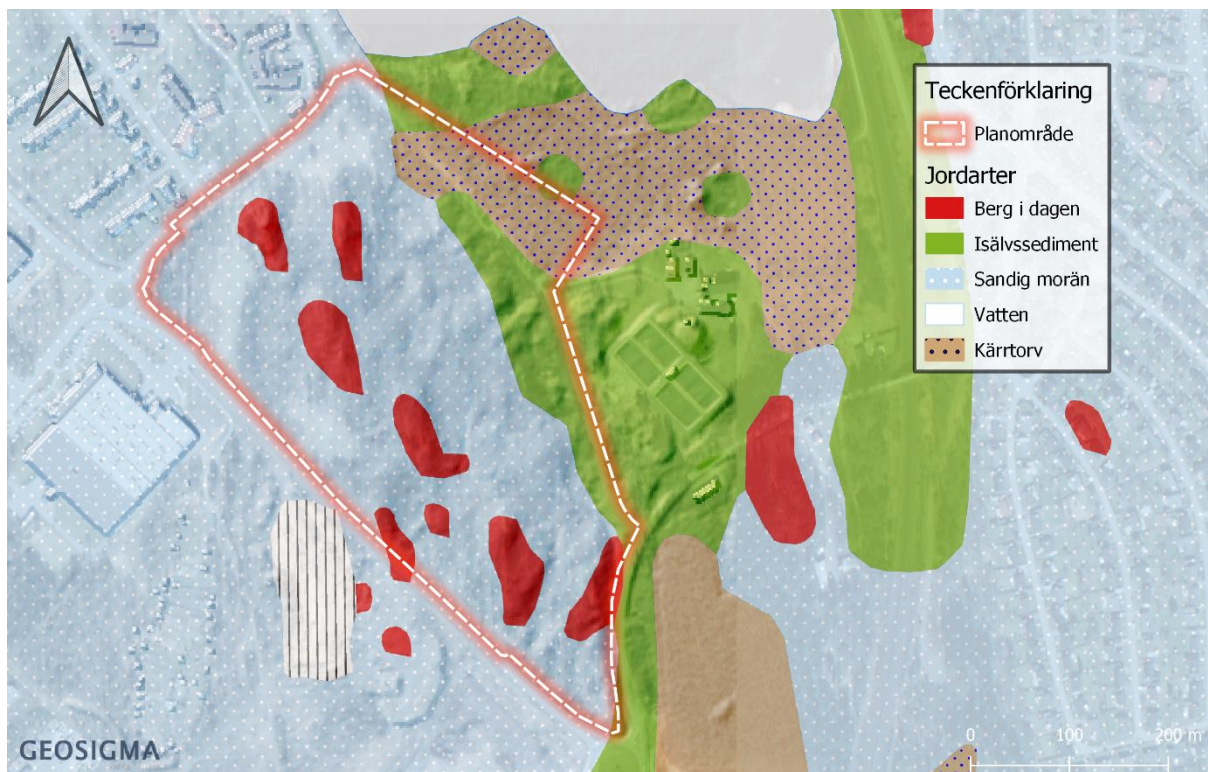 Teckenförklaring
Planområde
Jordarter
Berg i dagen
Isälvssediment
Sandig morän
Vatten
Kärrtorv
GEOSIGMA
0 100 200 m